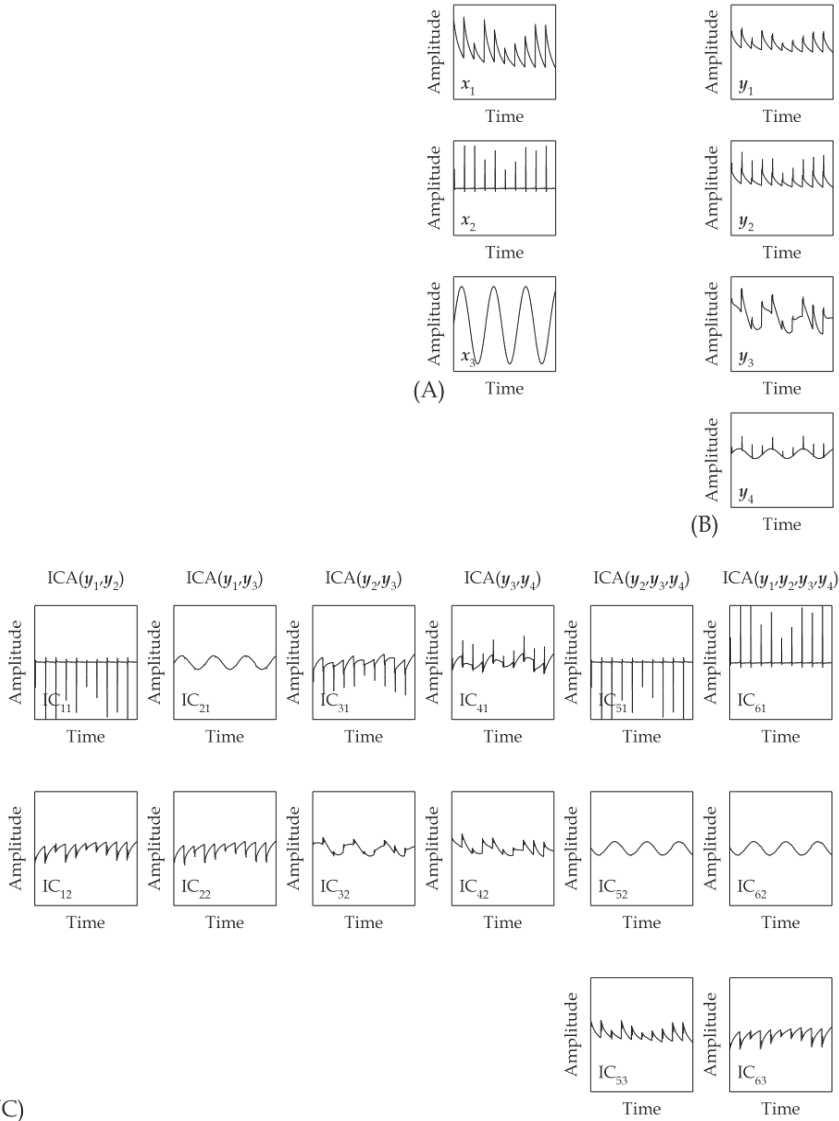 Amplitude
x1
Time
Amplitude
x2
Time
Amplitude
x3
Time
(A)
Amplitude
y1
Time
Amplitude
y2
Time
Amplitude
y3
Time
Amplitude
y4
Time
(B)
ICA(y1,y2) ICA(y1,y3) ICA(y2,y3) ICA(y3,y4) ICA(y2,y3,y4) ICA(y1,y2,y3,y4)
Amplitude Amplitude Amplitude Amplitude Amplitude Amplitude
IC11 IC21 IC31 IC41 IC51 IC61
Time Time Time Time Time Time
Amplitude Amplitude Amplitude Amplitude Amplitude Amplitude
IC12 IC22 IC32 IC42 IC52 IC62
Time Time Time Time Time Time
Amplitude Amplitude
IC53 IC63
Time Time
C)